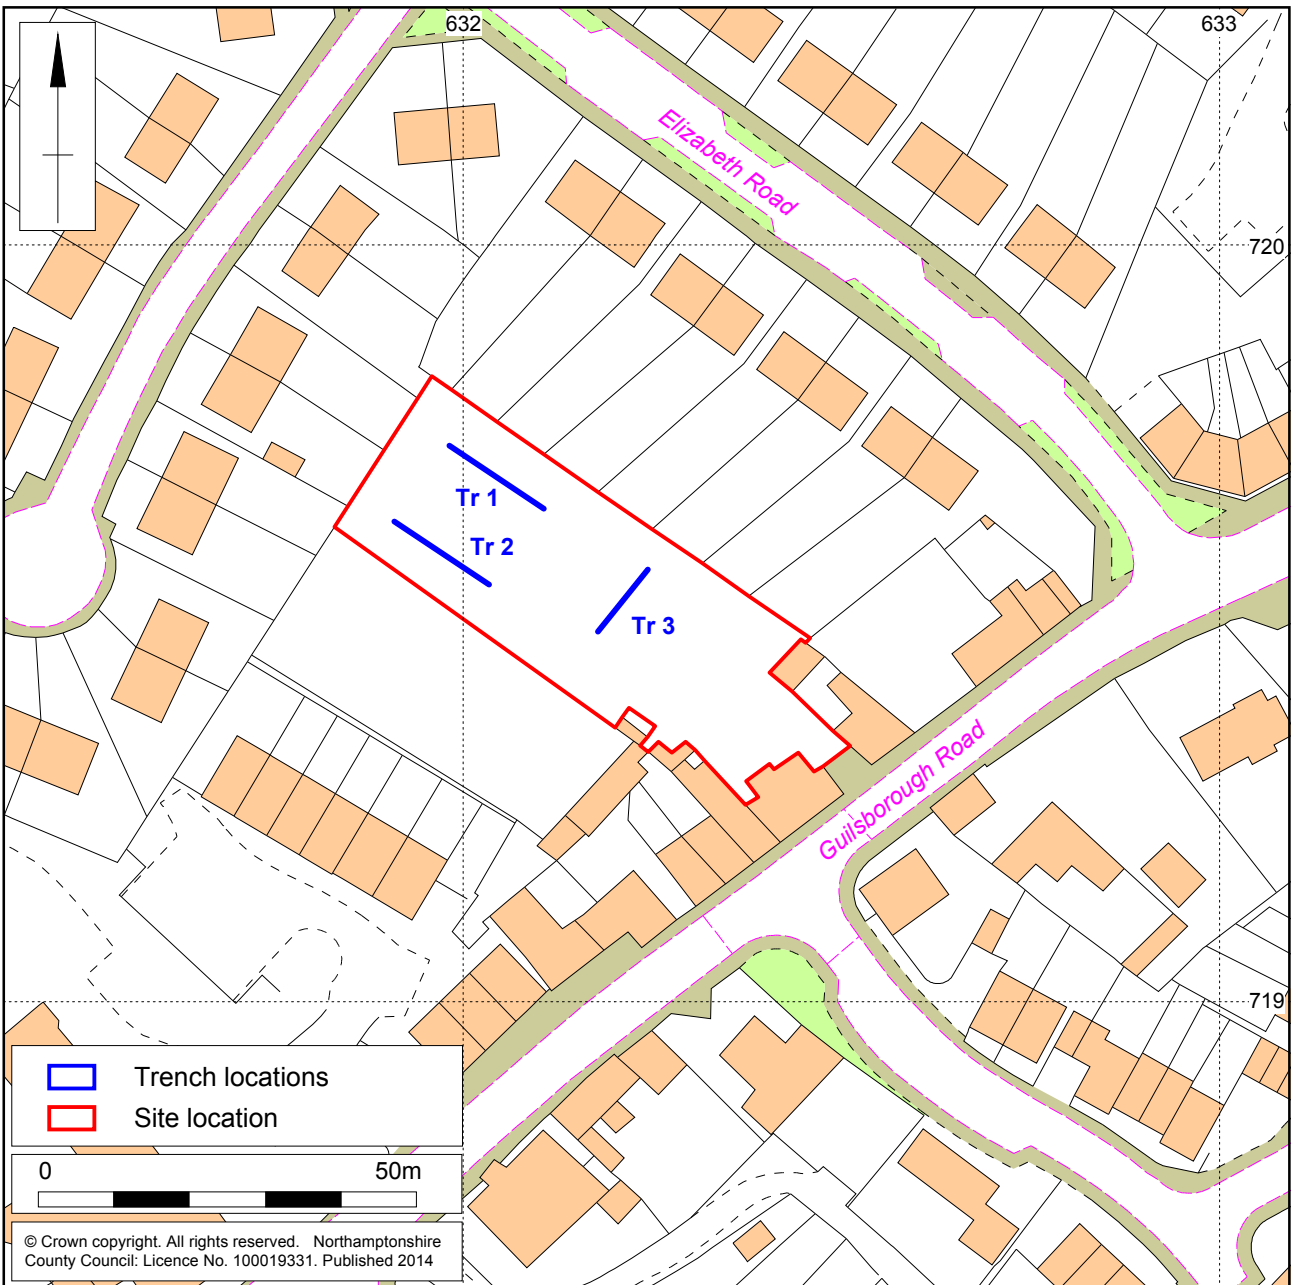 632
633
Elizabeth Road
720
Tr 1
Tr 2
Tr 3
Guilsborough Road
719
Trench locations
Site location
0 50m
© Crown copyright. All rights reserved. Northamptonshire
County Council: Licence No. 100019331. Published 2014